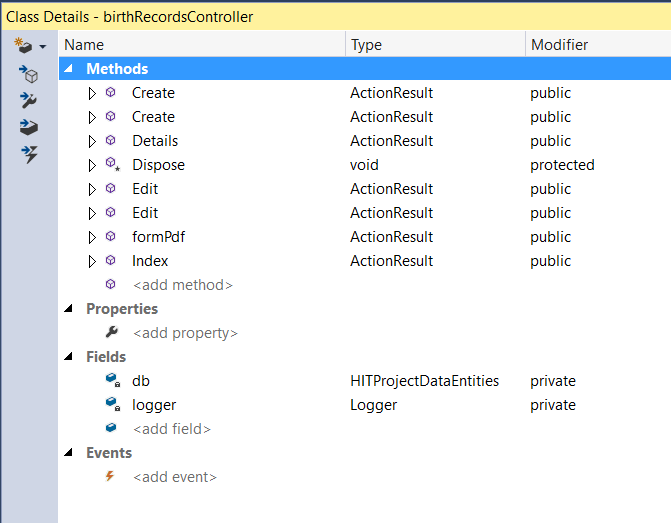 Class Details - birthRecordsController
Name Type Modifier
Methods
Create ActionResult public
Create ActionResult public
Details ActionResult public
Dispose void protected
Edit ActionResult public
Edit ActionResult public
formPdf ActionResult public
Index ActionResult public
<add method>
Properties
<add property>
Fields
db HITProjectDataEntities private
logger Logger private
<add field>
Events
<add event>